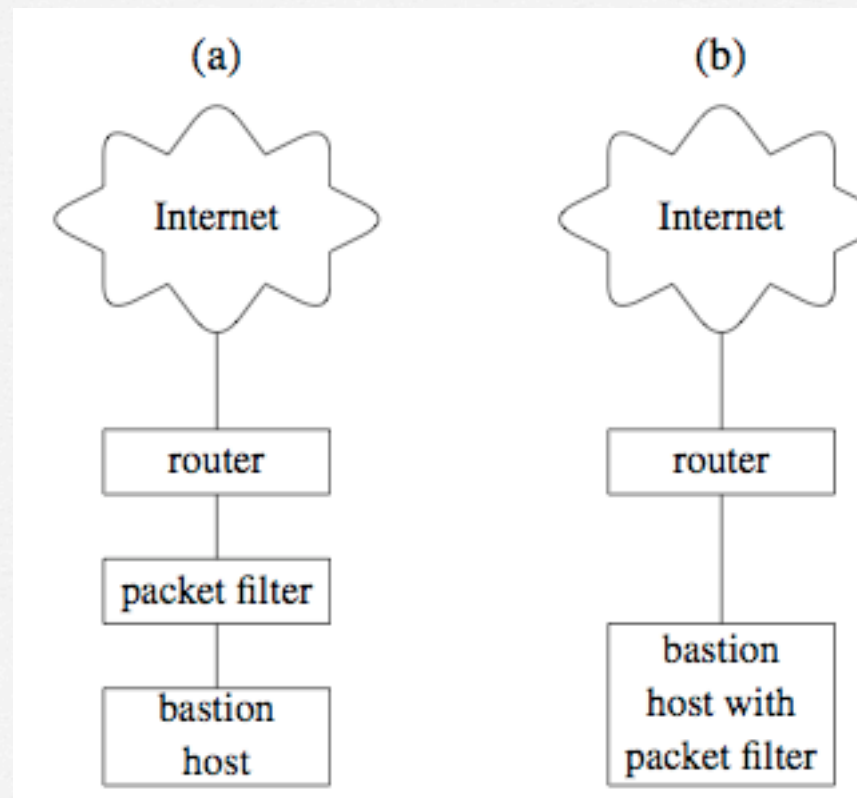 (a)
Internet
router
packet filter
bastion
host
(b)
Internet
router
bastion
host with
packet filter